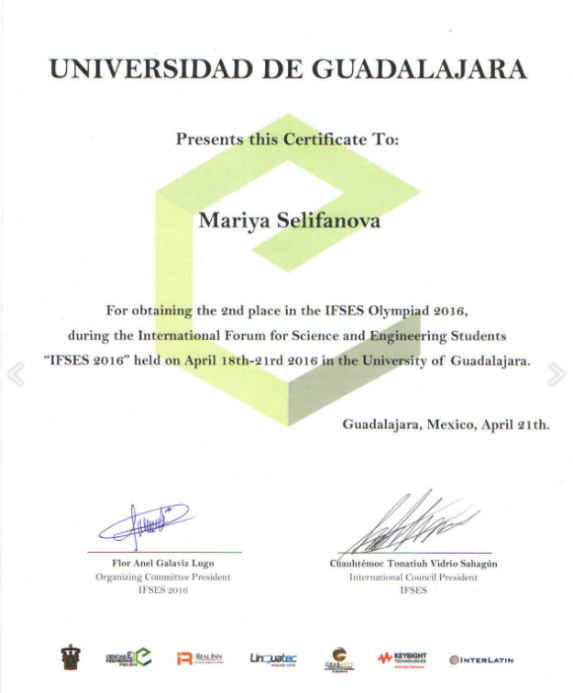 UNIVERSIDAD DE GUADALAJARA
Presents this Certificate To:
Mariya Selifanova
For obtaining the 2nd place in the IFSES Olympiad 2016,
during the International Forum for Science and Engineering Students
“IFSES 2016” held on April 18th-21rd 2016 in the University of Guadalajara.
Guadalajara, Mexico, April 21th.
Flor Anel Galaviz Lugo
Organizing Committee President
IFSES 2016
Cuauhtémoc Tonatiuh Vidrio Sahagún
International Council President
IFSES
REAL INN
Linguatec
KEYSIGHT
TECHNOLOGIES
INTERLATIN